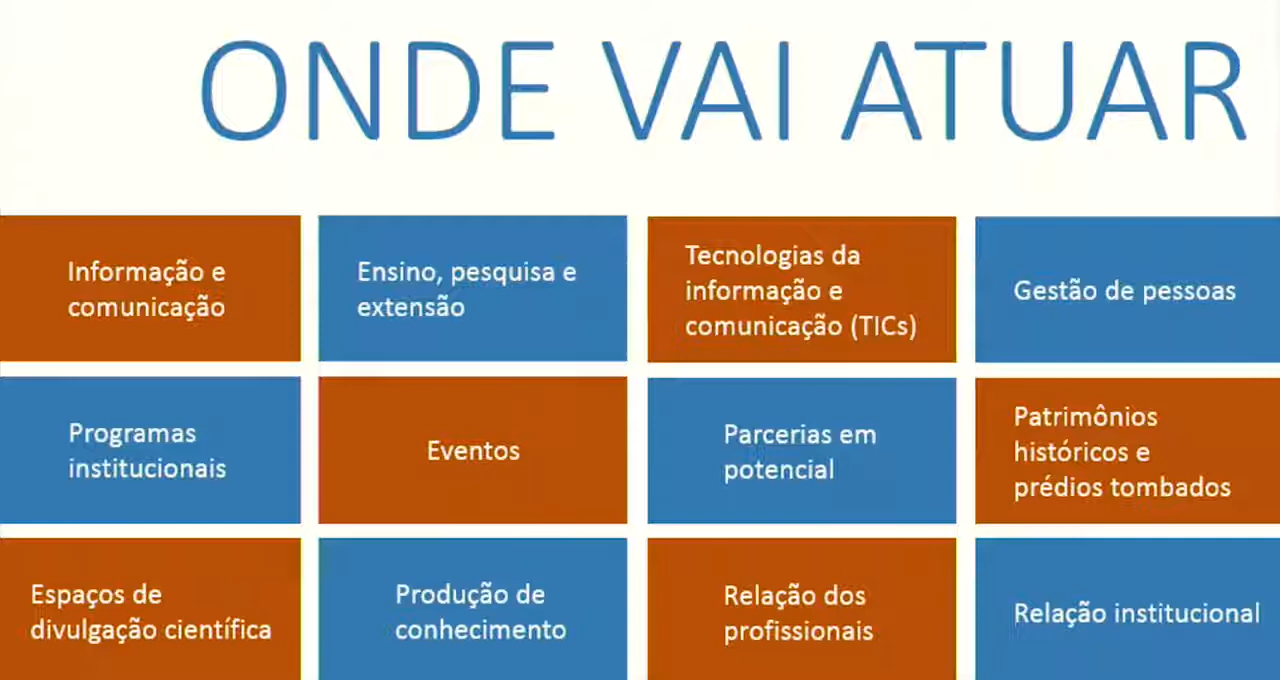 ONDE VAI ATUAR
Informação e
comunicação
Ensino, pesquisa e
extensão
Tecnologias da
informação e
comunicação (TICs)
Gestão de pessoas
Programas
institucionais
Eventos
Parcerias em
potencial
Patrimônios
históricos e
prédios tombados
Espaços de
divulgação científica
Produção de
conhecimento
Relação dos
profissionais
Relação institucional